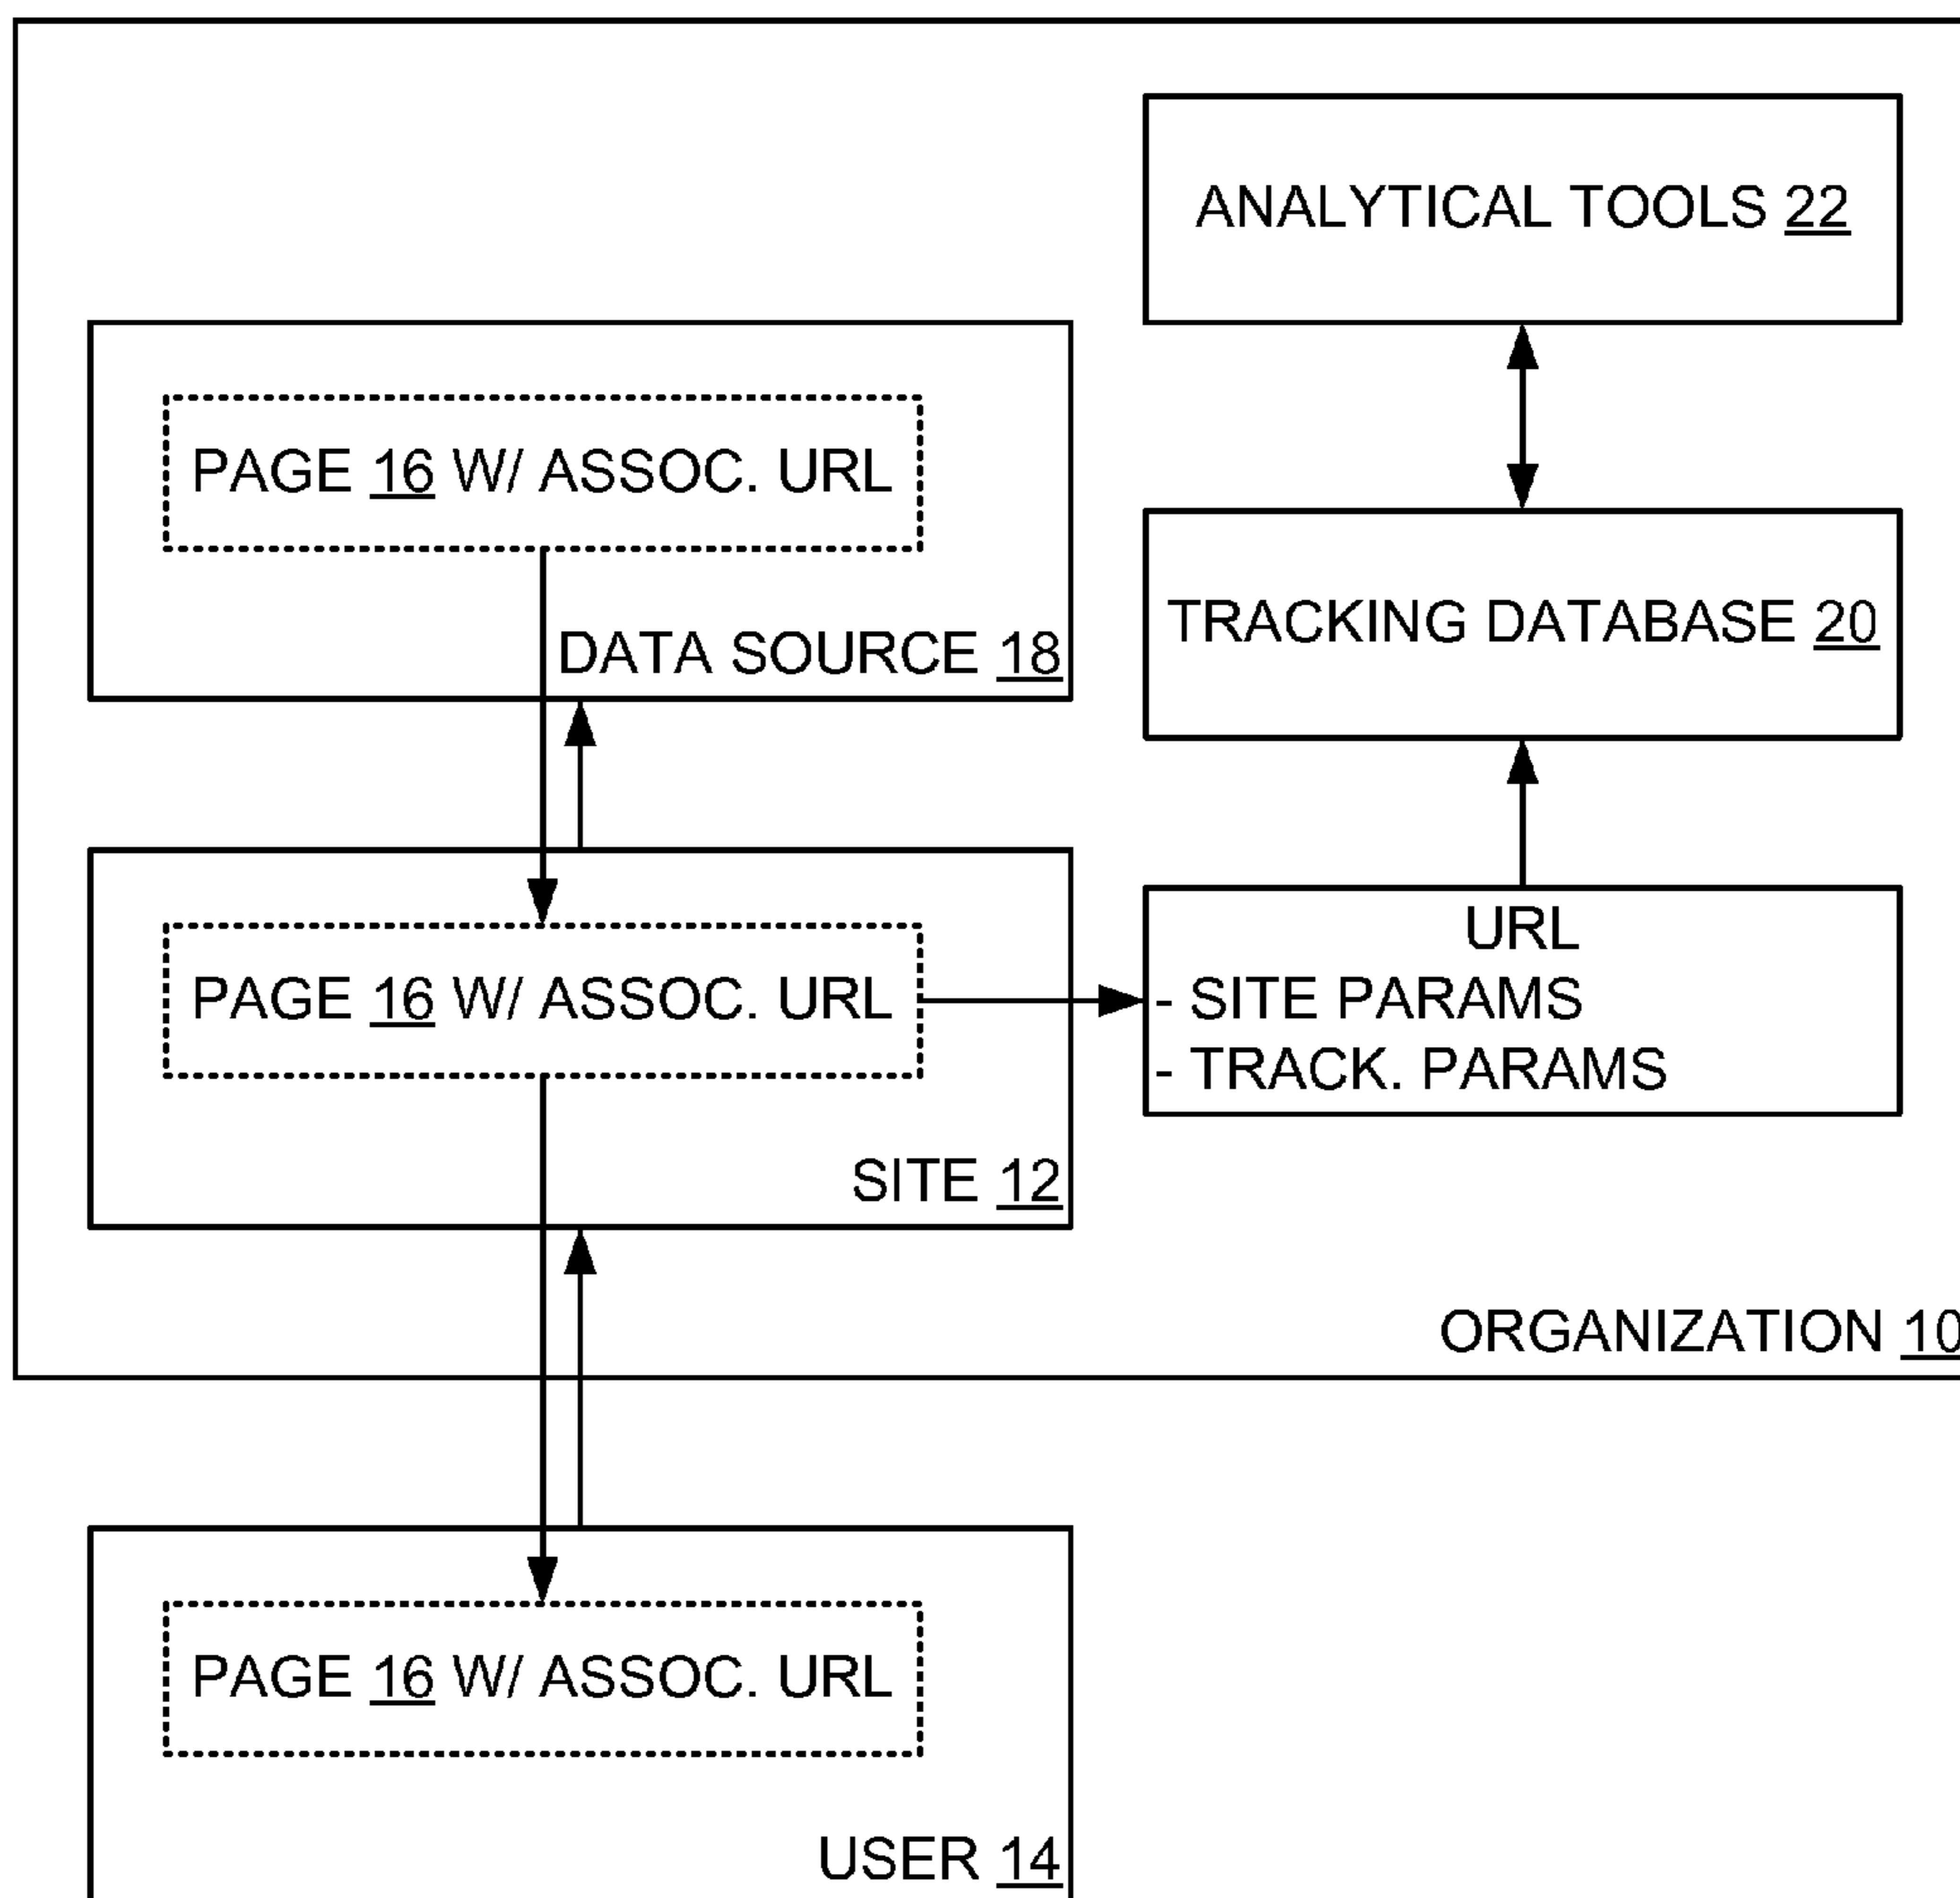 ANALYTICAL TOOLS 22
PAGE 16 W/ ASSOC. URL
DATA SOURCE 18
TRACKING DATABASE 20
PAGE 16 W/ ASSOC. URL
SITE 12
URL
- SITE PARAMS
- TRACK. PARAMS
ORGANIZATION 10
PAGE 16 W/ ASSOC. URL
USER 14